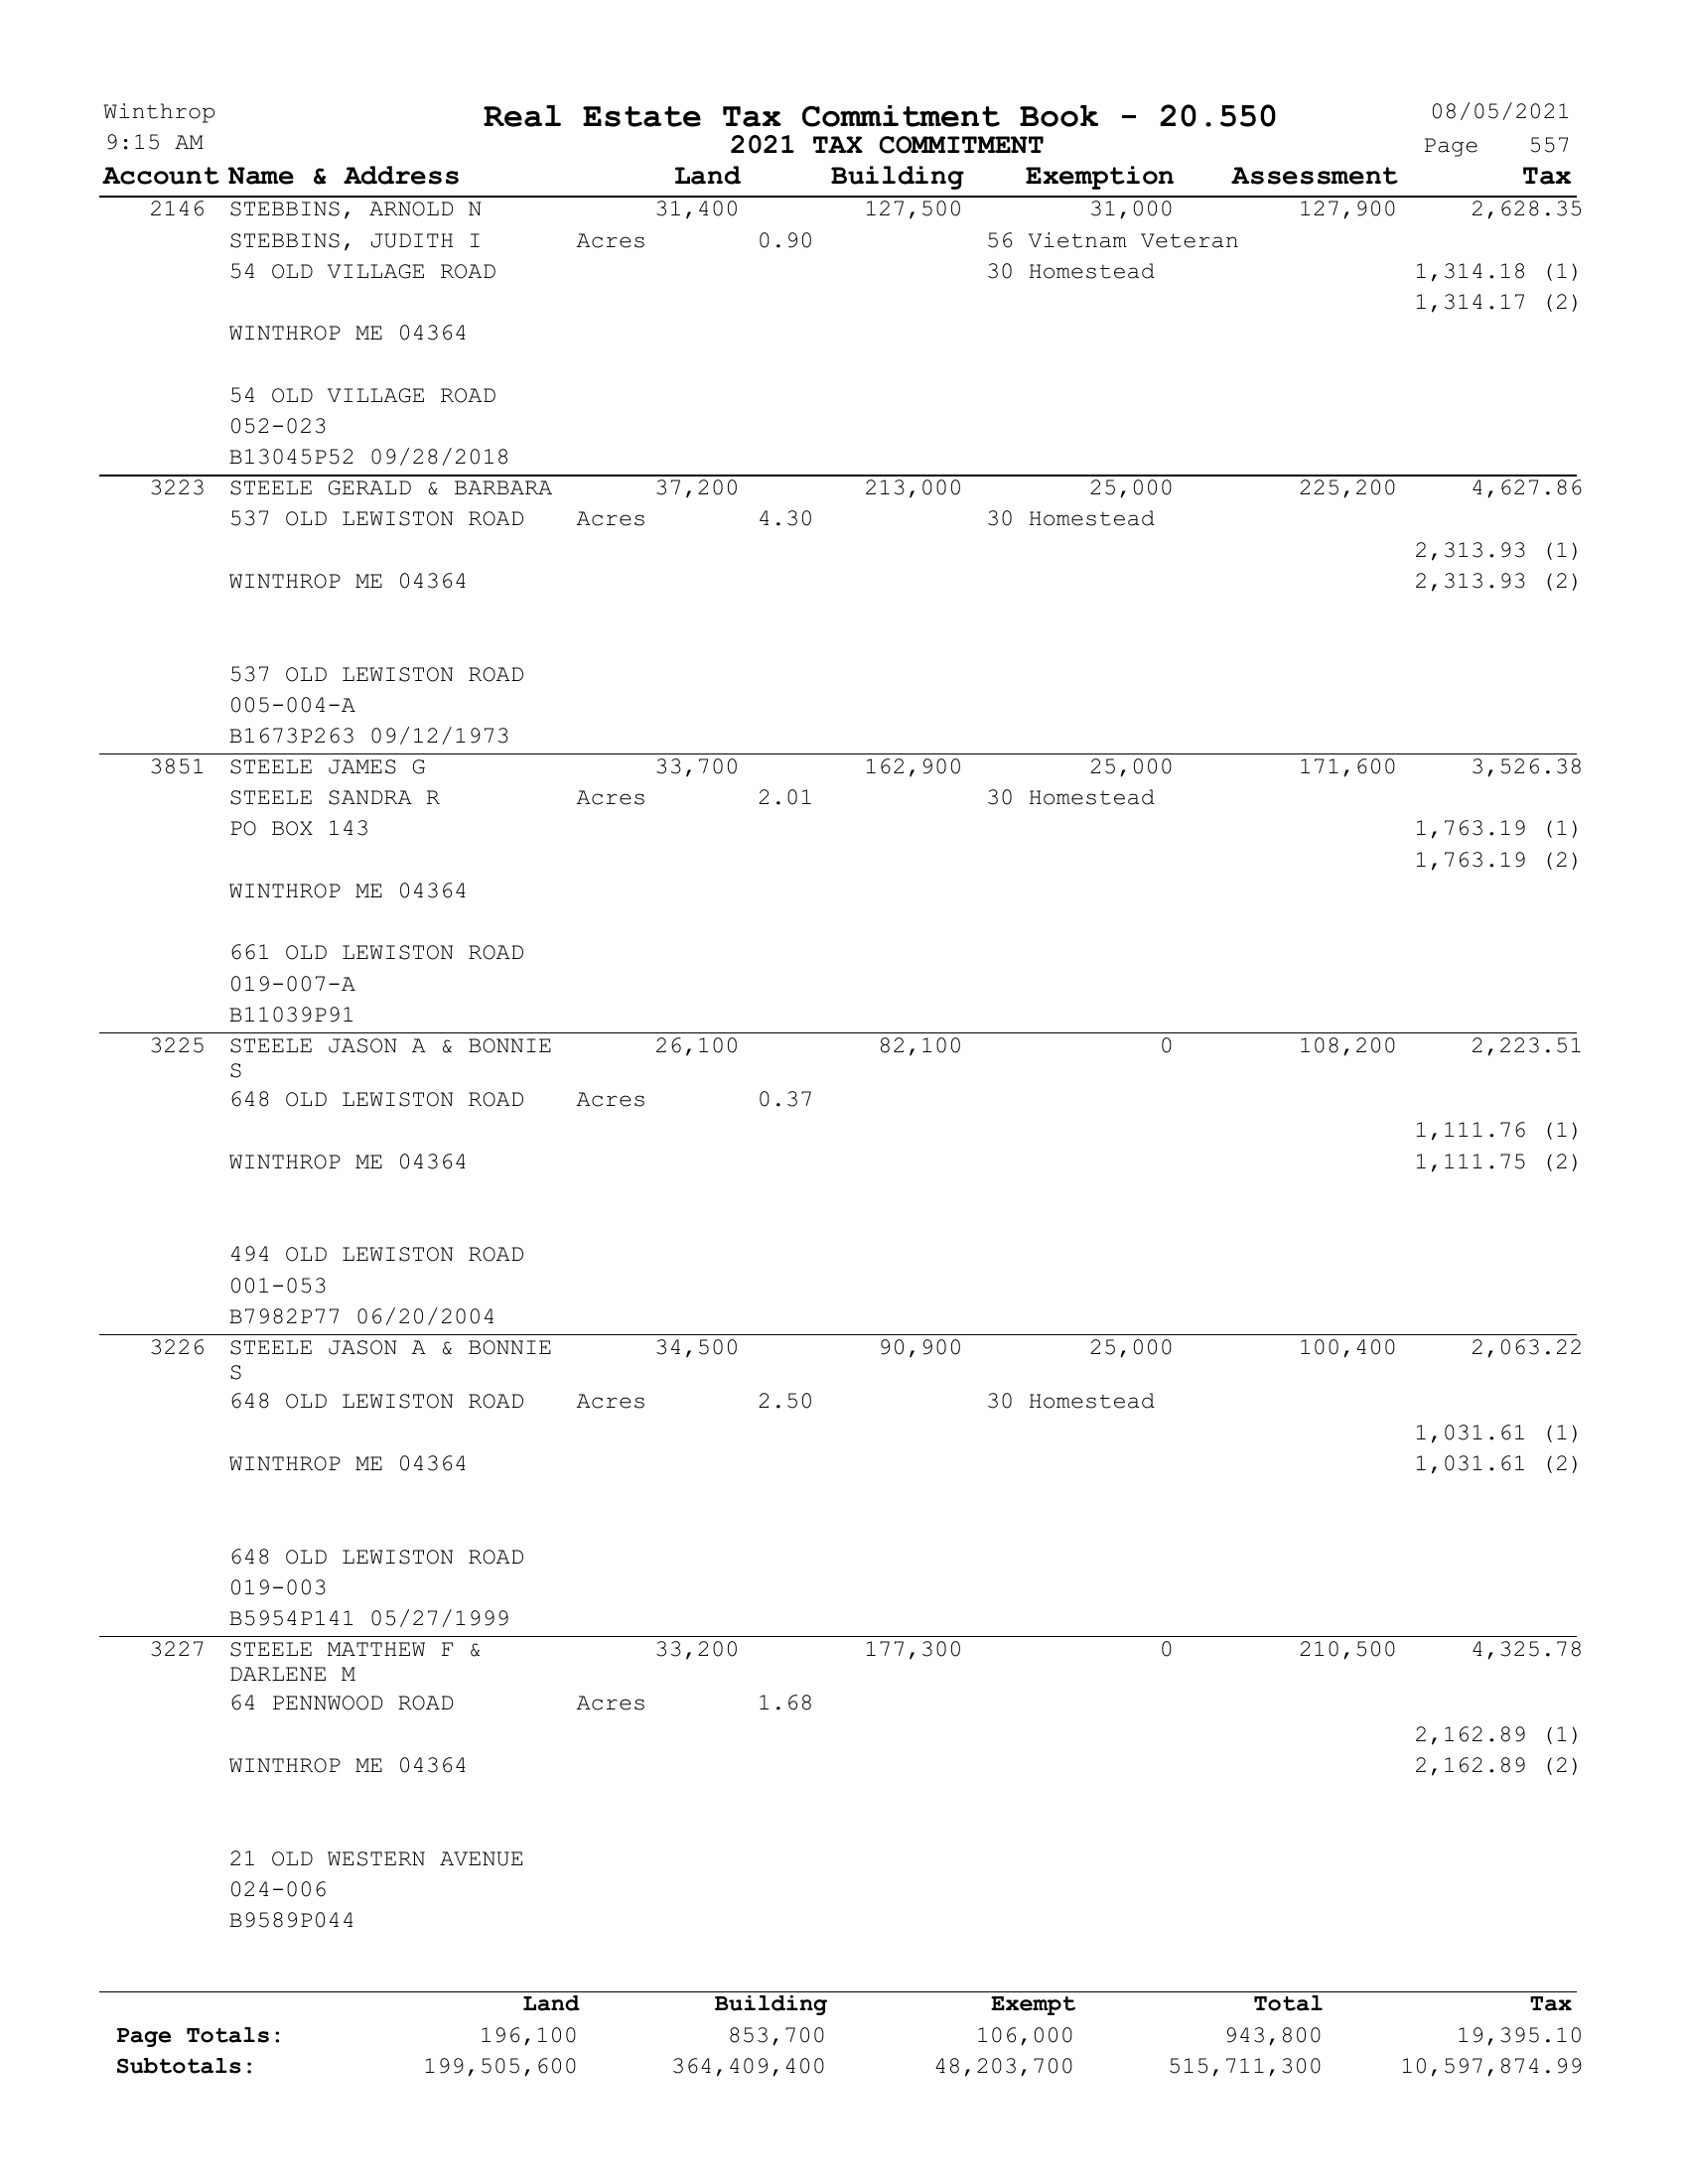 Winthrop Real Estate Tax Commitment Book - 20.550 08/05/2021
9:15 AM 2021 TAX COMMITMENT Page 557
Account Name & Address Land Building Exemption Assessment Tax
2146 STEBBINS, ARNOLD N 31,400 127,500 31,000 127,900 2,628.35
STEBBINS, JUDITH I Acres 0.90 56 Vietnam Veteran
54 OLD VILLAGE ROAD 30 Homestead 1,314.18 (1)
1,314.17 (2)
WINTHROP ME 04364
54 OLD VILLAGE ROAD
052-023
B13045P52 09/28/2018
3223 STEELE GERALD & BARBARA 37,200 213,000 25,000 225,200 4,627.86
537 OLD LEWISTON ROAD Acres 4.30 30 Homestead
2,313.93 (1)
WINTHROP ME 04364 2,313.93 (2)
537 OLD LEWISTON ROAD
005-004-A
B1673P263 09/12/1973
3851 STEELE JAMES G 33,700 162,900 25,000 171,600 3,526.38
STEELE SANDRA R Acres 2.01 30 Homestead
PO BOX 143 1,763.19 (1)
1,763.19 (2)
WINTHROP ME 04364
661 OLD LEWISTON ROAD
019-007-A
B11039P91
3225 STEELE JASON A & BONNIE 26,100 82,100 0 108,200 2,223.51
S
648 OLD LEWISTON ROAD Acres 0.37
1,111.76 (1)
WINTHROP ME 04364 1,111.75 (2)
494 OLD LEWISTON ROAD
001-053
B7982P77 06/20/2004
3226 STEELE JASON A & BONNIE 34,500 90,900 25,000 100,400 2,063.22
S
648 OLD LEWISTON ROAD Acres 2.50 30 Homestead
1,031.61 (1)
WINTHROP ME 04364 1,031.61 (2)
648 OLD LEWISTON ROAD
019-003
B5954P141 05/27/1999
3227 STEELE MATTHEW F & 33,200 177,300 0 210,500 4,325.78
DARLENE M
64 PENNWOOD ROAD Acres 1.68
2,162.89 (1)
WINTHROP ME 04364 2,162.89 (2)
21 OLD WESTERN AVENUE
024-006
B9589P044
Land Building Exempt Total Tax
Page Totals: 196,100 853,700 106,000 943,800 19,395.10
Subtotals: 199,505,600 364,409,400 48,203,700 515,711,300 10,597,874.99